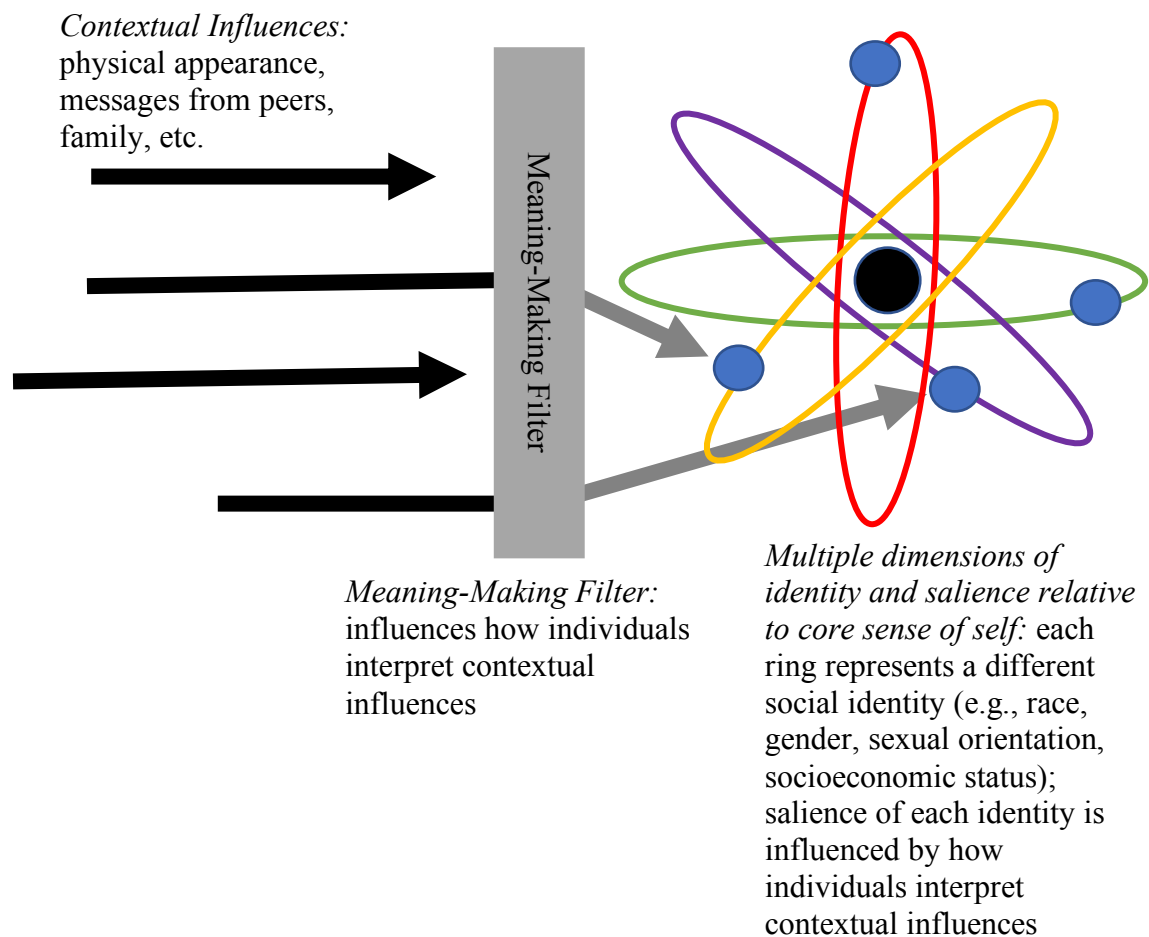 Contextual Influences:
physical appearance,
messages from peers,
family, etc.
Meaning-Making Filter
Meaning-Making Filter:
influences how individuals
interpret contextual
influences
Multiple dimensions of
identity and salience relative
to core sense of self: each
ring represents a different
social identity (e.g., race,
gender, sexual orientation,
socioeconomic status);
salience of each identity is
influenced by how
individuals interpret
contextual influences